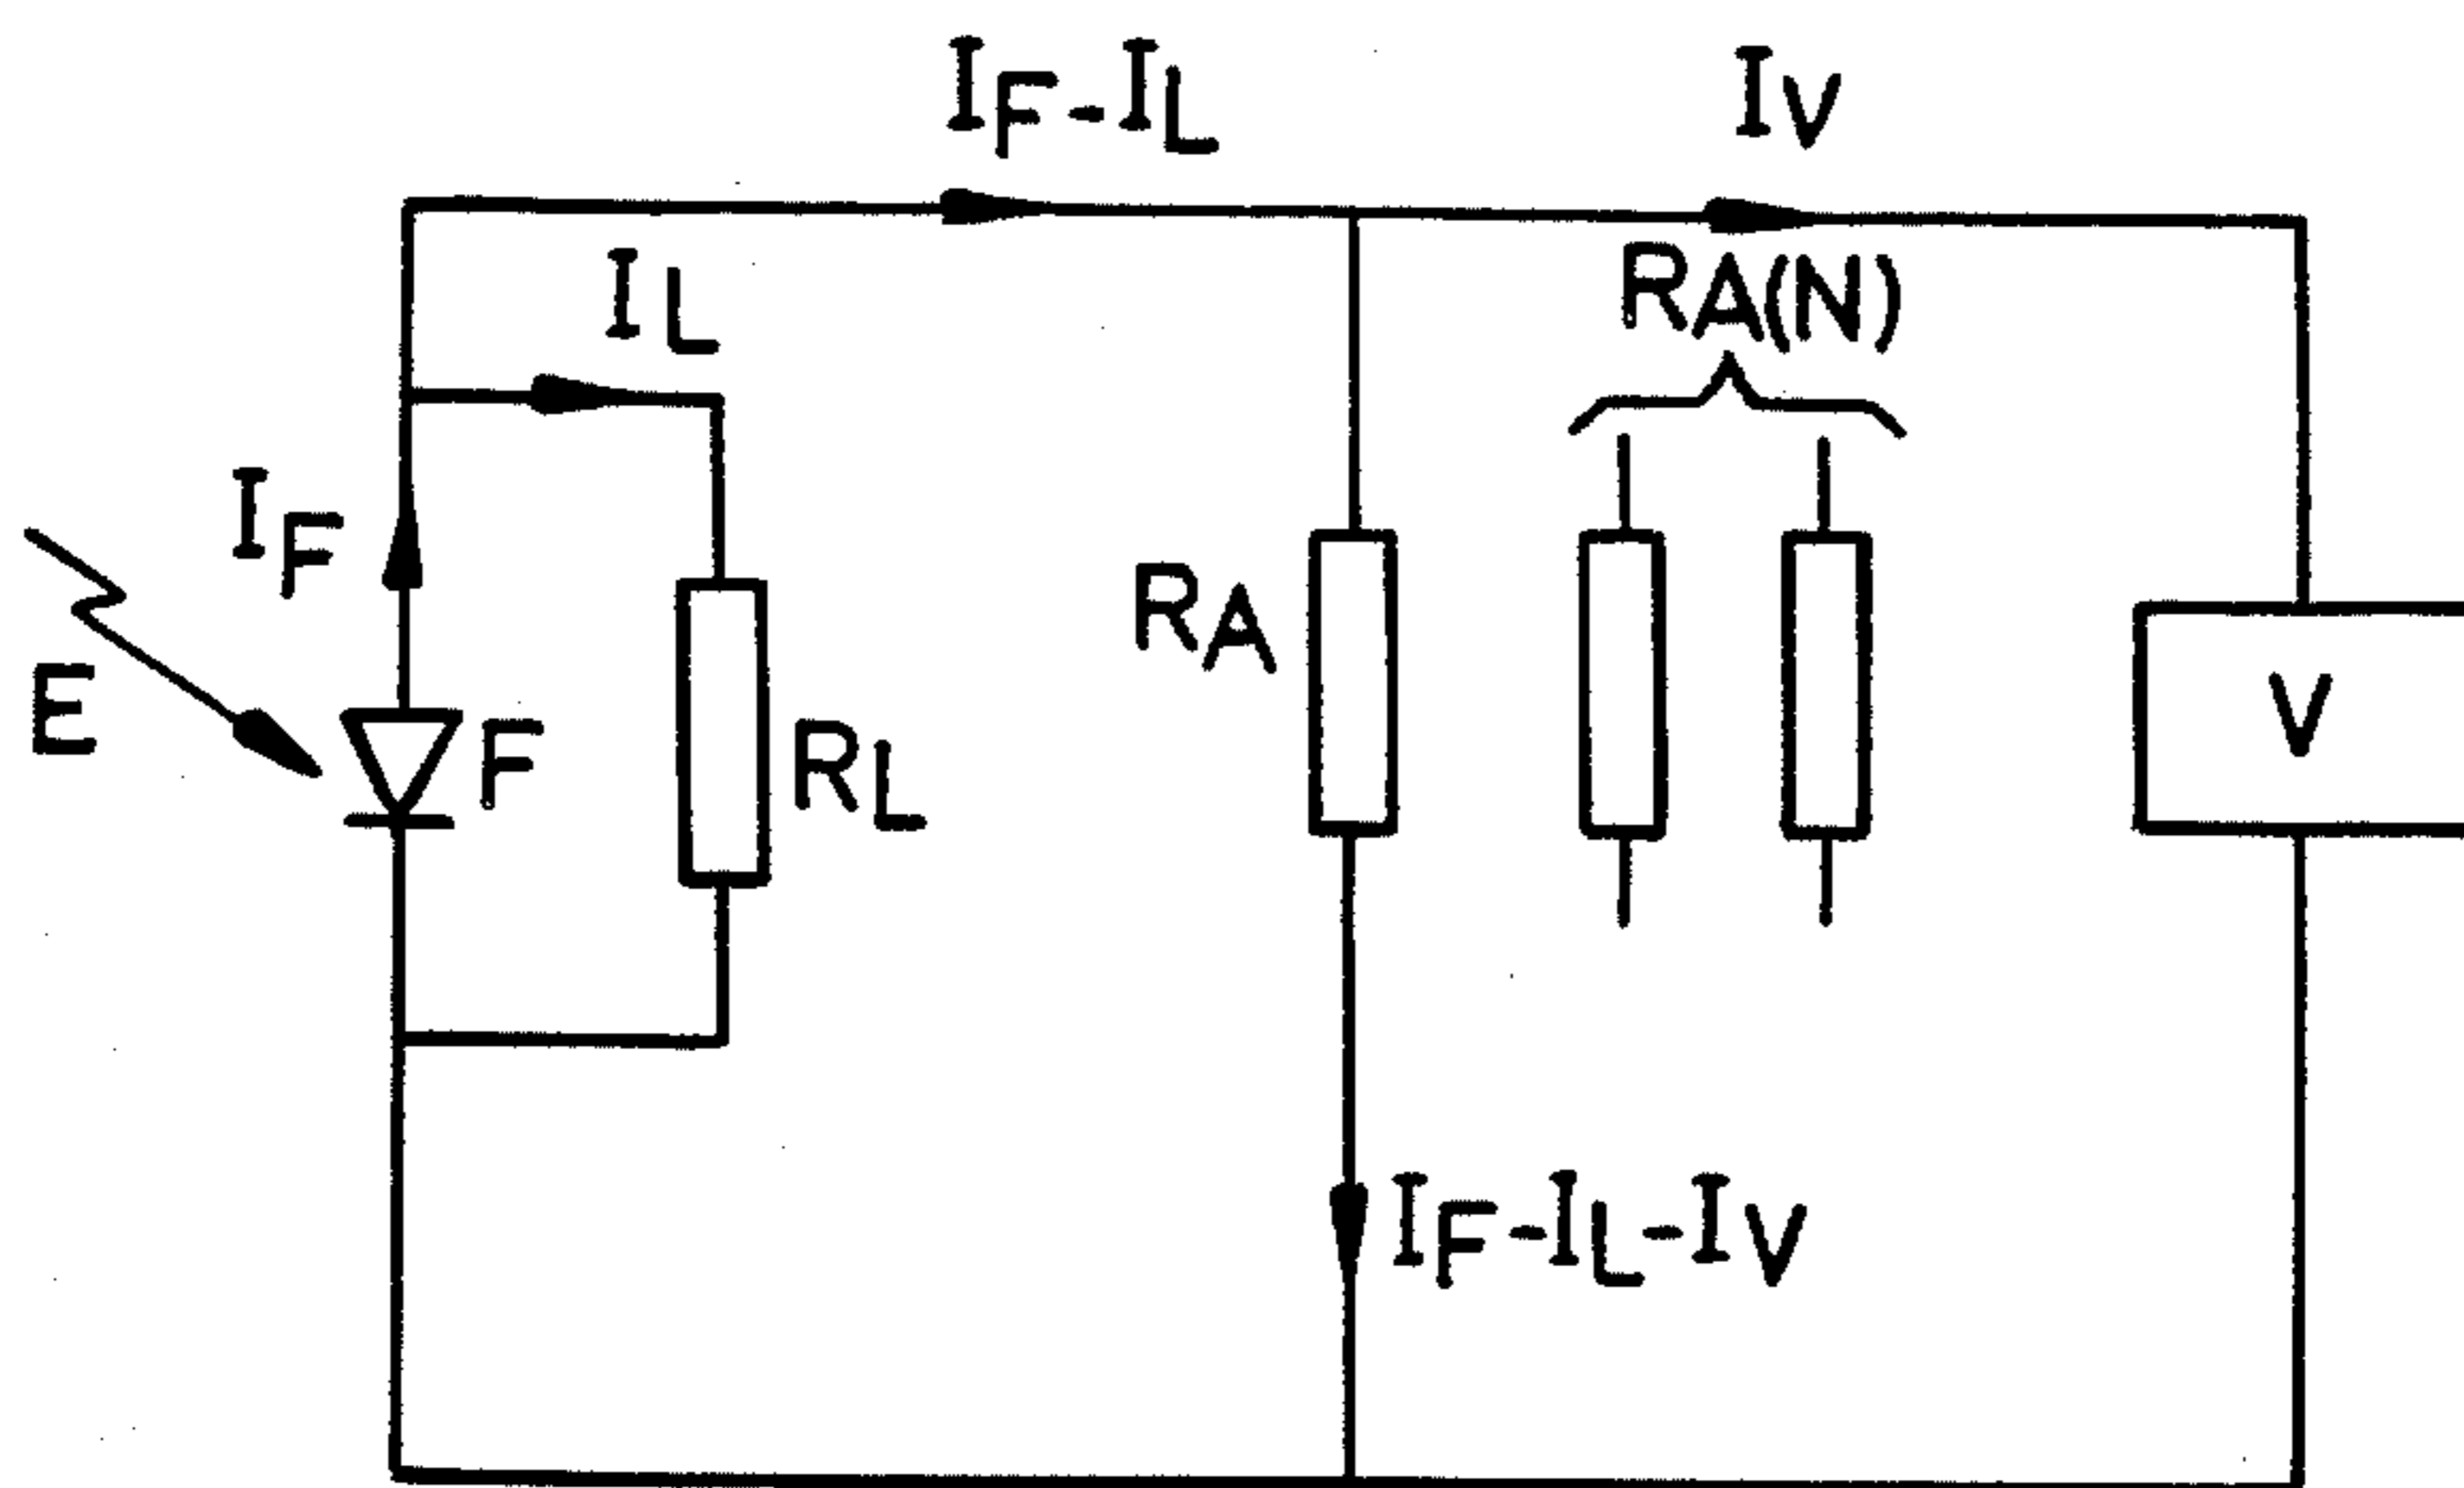 IF-IL
IV
IL
RA(N)
IF
RA
E
F
RL
V
IF-IL-IV